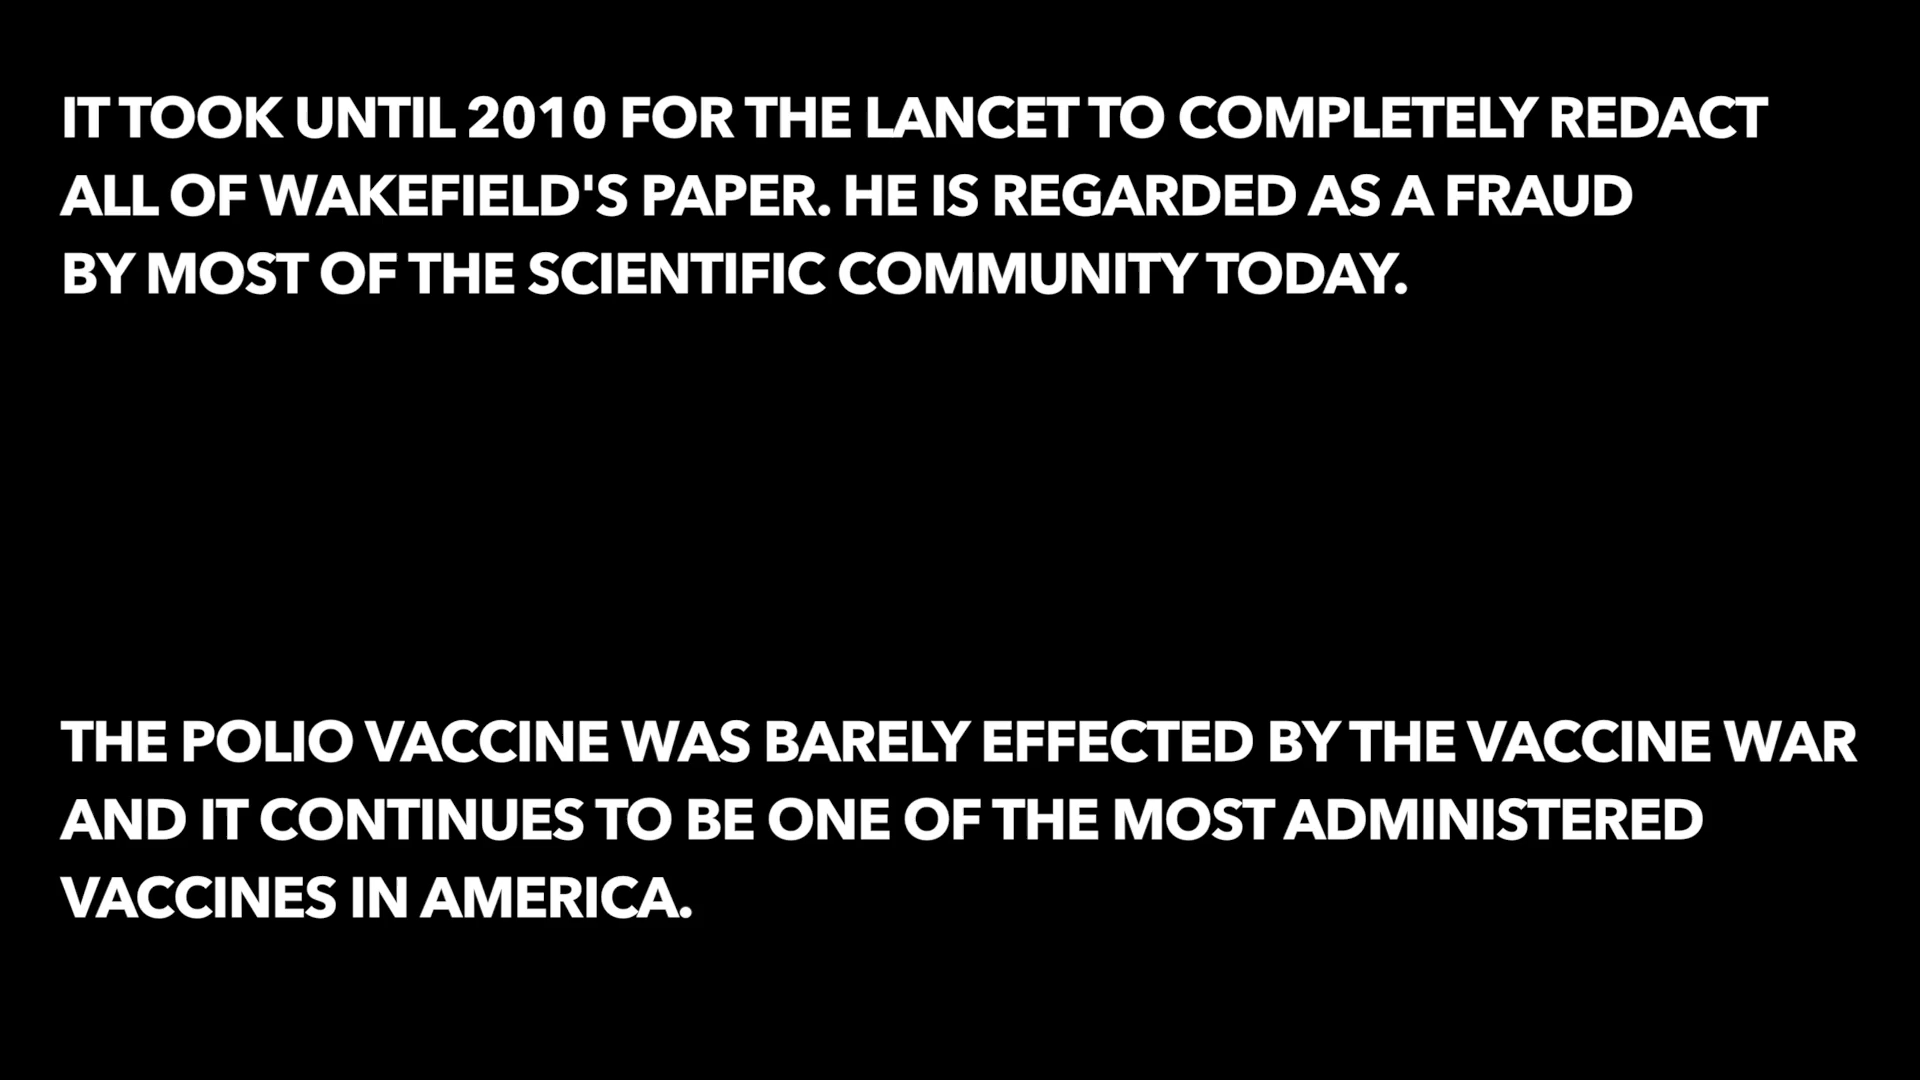 IT TOOK UNTIL 2010 FOR THE LANCET TO COMPLETELY REDACT
ALL OF WAKEFIELD'S PAPER. HE IS REGARDED AS A FRAUD
BY MOST OF THE SCIENTIFIC COMMUNITY TODAY.
THE POLIO VACCINE WAS BARELY EFFECTED BY THE VACCINE WAR
AND IT CONTINUES TO BE ONE OF THE MOST ADMINISTERED
VACCINES IN AMERICA.